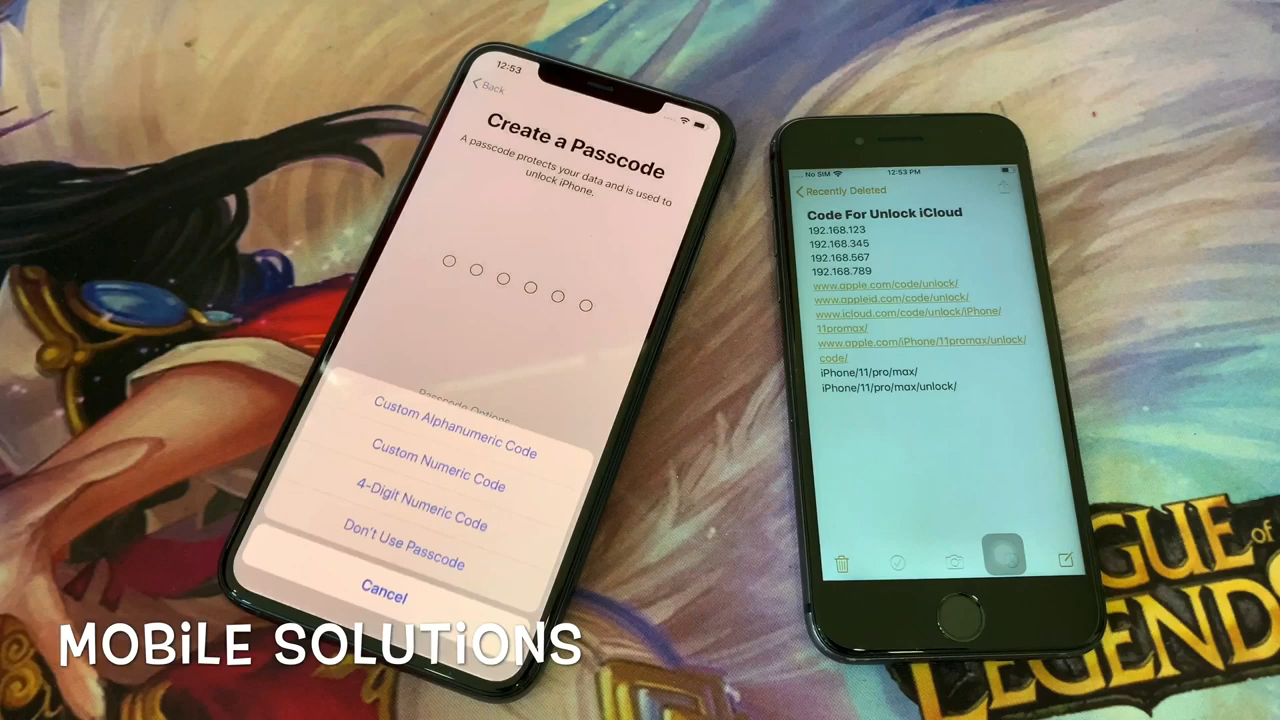 12:53
Back
Create a Passcode
A passcode protects your data and is used to
unlock iPhone.
Passcode Options
Custom Alphanumeric Code
Custom Numeric Code
4-Digit Numeric Code
Don't Use Passcode
Cancel
No SIM
12:53 PM
Recently Deleted
Code For Unlock iCloud
192.168.123
192.168.345
192.168.567
192.168.789
www.apple.com/code/unlock/
www.appleid.com/code/unlock/
www.icloud.com/code/unlock/iPhone/
11promax/
www.apple.com/iPhone/11promax/unlock/
code/
iPhone/11/pro/max/
iPhone/11/pro/max/unlock/
MOBiLE SOLUTiONS
GUE OF
LEGENDS